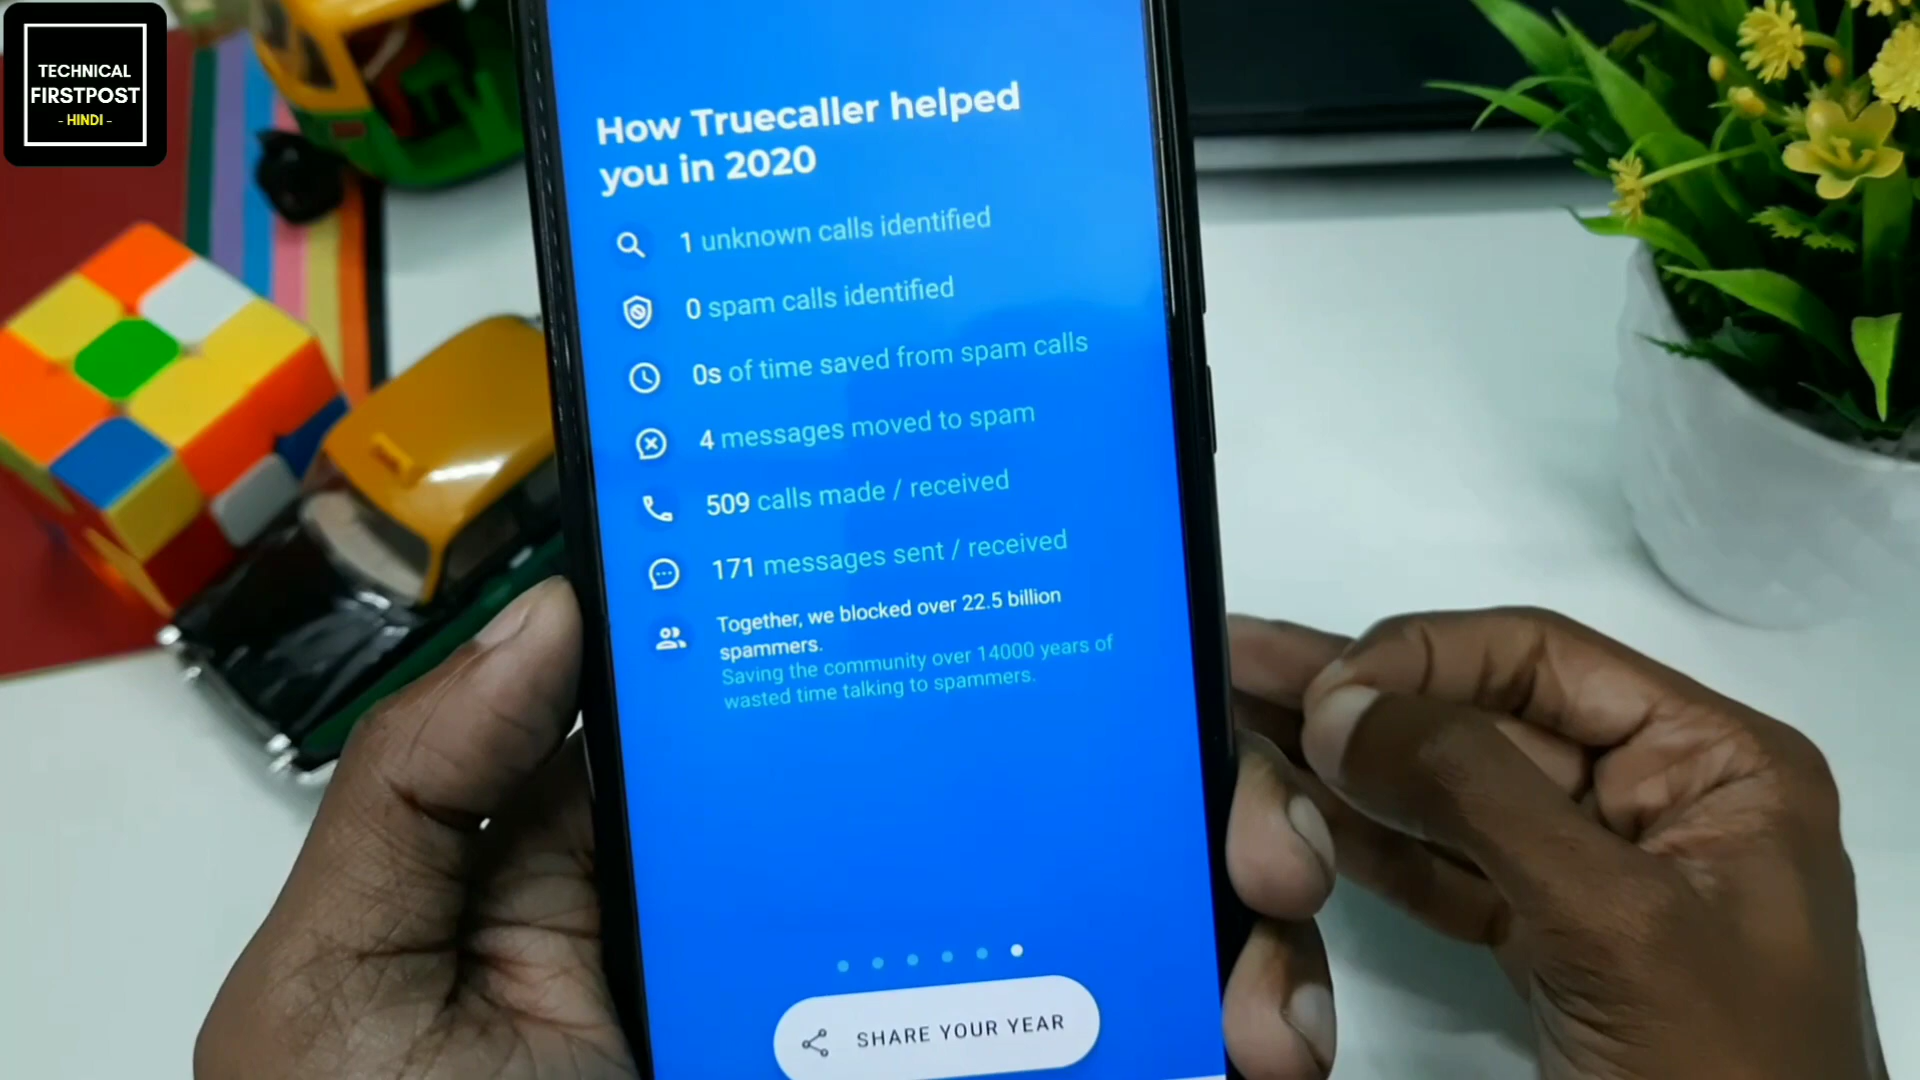 TECHNICAL
FIRSTPOST
- HINDI -
How Truecaller helped
you in 2020
1 unknown calls identified
0 spam calls identified
0s of time saved from spam calls
4 messages moved to spam
509 calls made / received
171 messages sent / received
Together, we blocked over 22.5 billion
spammers.
Saving the community over 14000 years of
wasted time talking to spammers.
SHARE YOUR YEAR